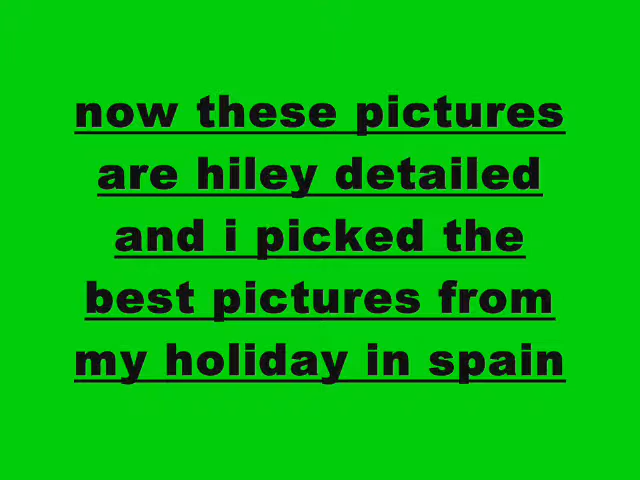 now these pictures
are hiley detailed
and i picked the
best pictures from
my holiday in spain